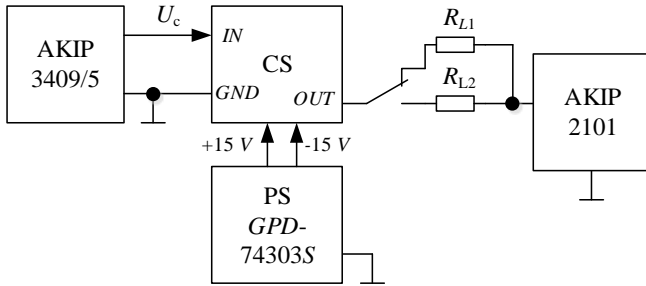 AKIP
3409/5
U_c
IN
CS
GND
OUT
R_L1
R_L2
AKIP
2101
+15 V
-15 V
PS
GPD-
74303S